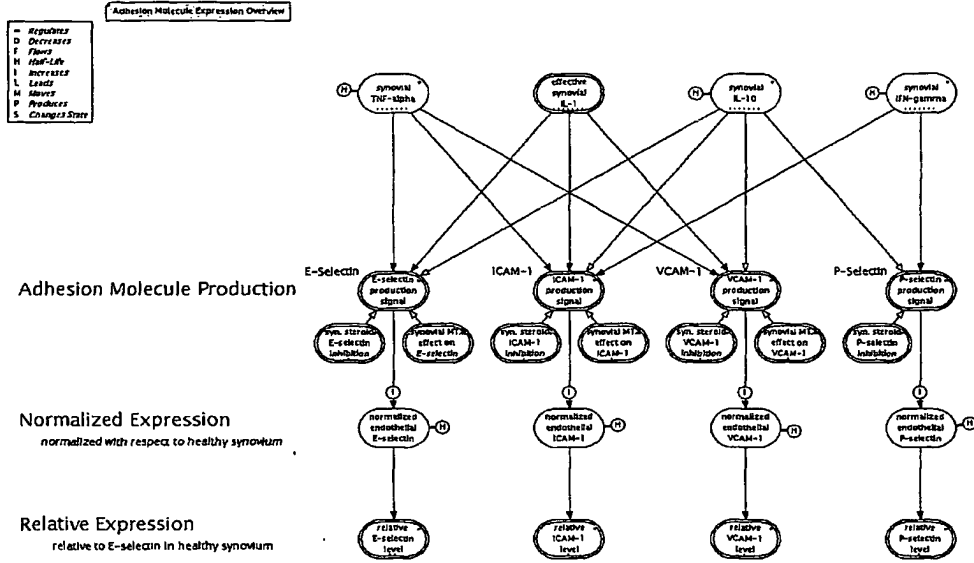 Adhesion Molecule Expression Overview
= Regulates
D Decreases
F Flows
H Half-Life
I Increases
L Leads
M Moves
P Produces
S Changes State
H
synovial
TNF-alpha
effective
synovial
IL-1
H
synovial
IL-10
H
synovial
IFN-gamma
Adhesion Molecule Production
E-Selectin
E-selectin
production
signal
ICAM-1
ICAM-1
production
signal
VCAM-1
VCAM-1
production
signal
P-Selectin
P-selectin
production
signal
syn. steroid
E-selectin
inhibition
synovial MTX
effect on
E-selectin
syn. steroid
ICAM-1
inhibition
synovial MTX
effect on
ICAM-1
syn. steroid
VCAM-1
inhibition
synovial MTX
effect on
VCAM-1
syn. steroid
P-selectin
inhibition
I
I
I
I
Normalized Expression
normalized with respect to healthy synovium
normalized
endothelial
E-selectin
H
normalized
endothelial
ICAM-1
H
normalized
endothelial
VCAM-1
H
normalized
endothelial
P-selectin
H
Relative Expression
relative to E-selectin in healthy synovium
relative
E-selectin
level
relative
ICAM-1
level
relative
VCAM-1
level
relative
P-selectin
level